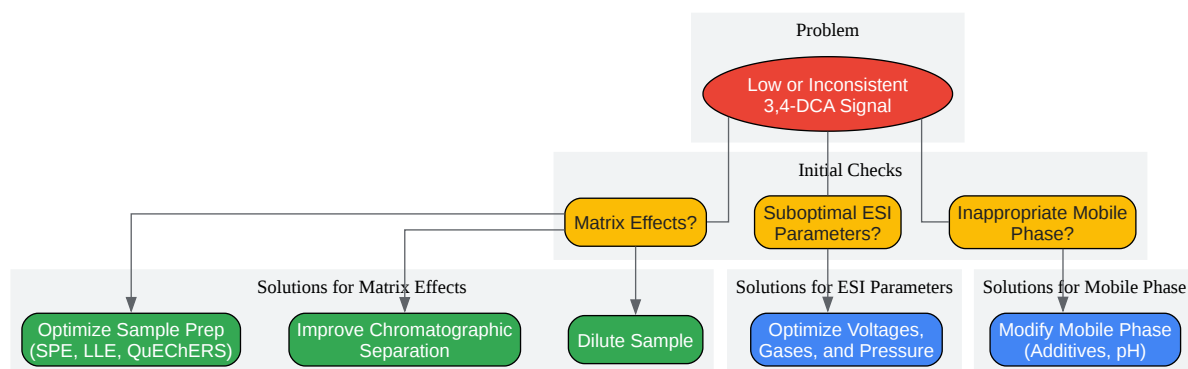 Problem
Low or Inconsistent
3,4-DCA Signal
Initial Checks
Matrix Effects?
Suboptimal ESI
Parameters?
Inappropriate Mobile
Phase?
Solutions for Matrix Effects
Optimize Sample Prep
(SPE, LLE, QuEChERS)
Improve Chromatographic
Separation
Dilute Sample
Solutions for ESI Parameters
Optimize Voltages,
Gases, and Pressure
Solutions for Mobile Phase
Modify Mobile Phase
(Additives, pH)